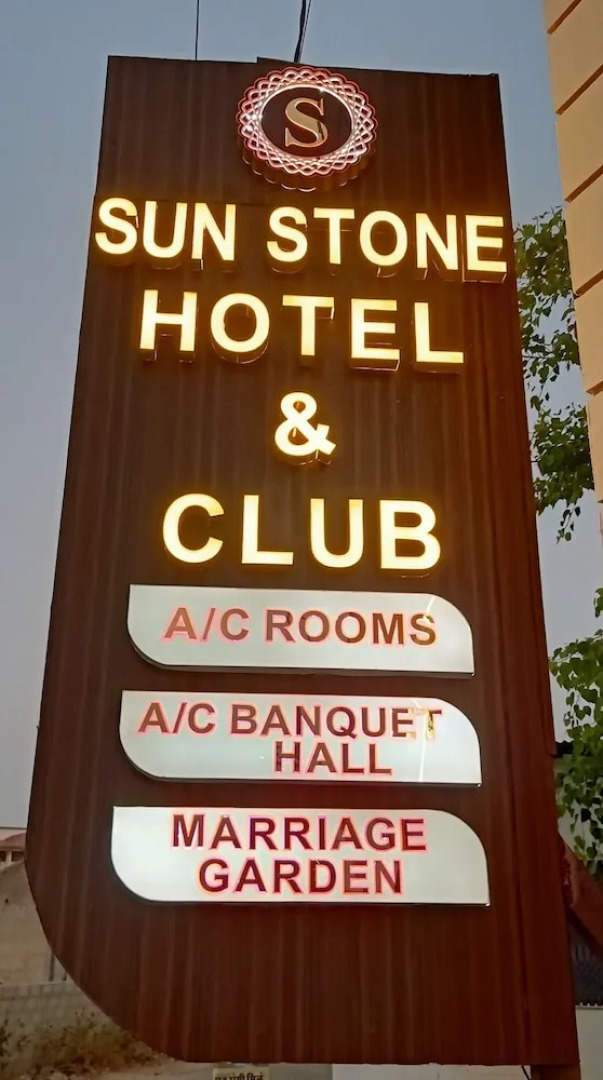 S
SUN STONE
HOTEL
&
CLUB
A/C ROOMS
A/C BANQUET
HALL
MARRIAGE
GARDEN